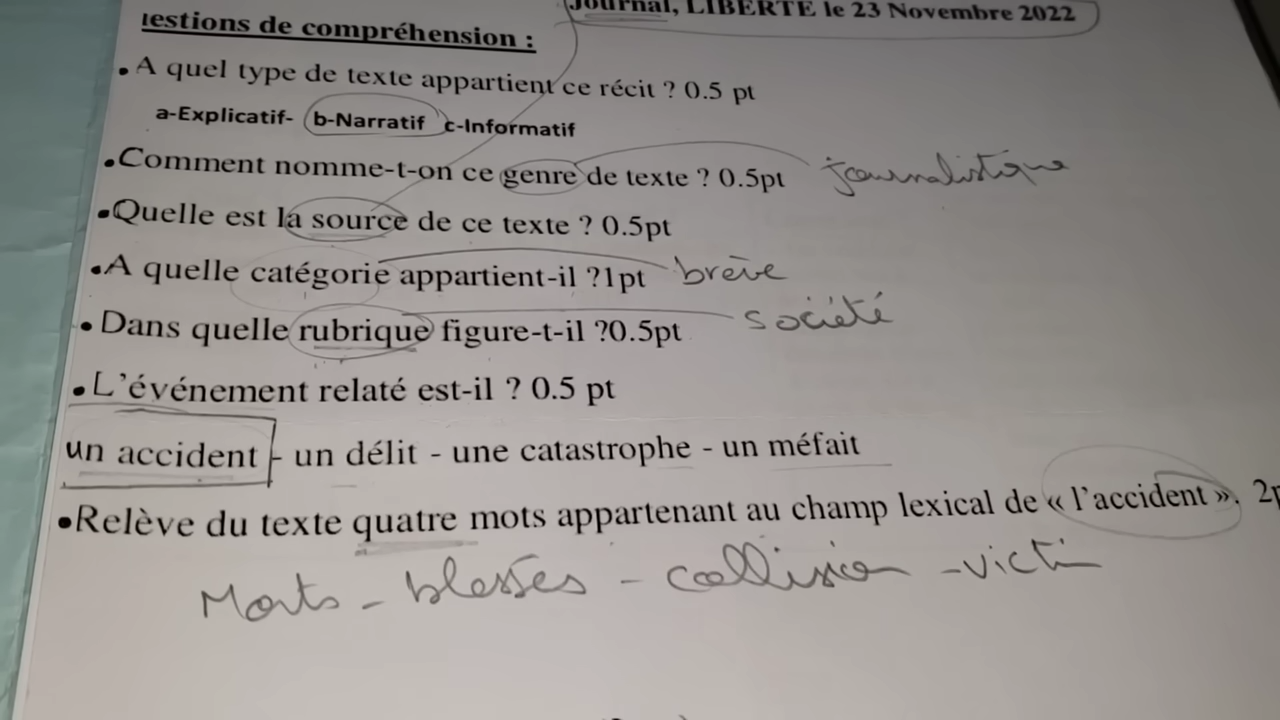 Journal, LIBERTE le 23 Novembre 2022
estions de compréhension :
• A quel type de texte appartient ce récit ? 0.5 pt
a-Explicatif- b-Narratif c-Informatif
• Comment nomme-t-on ce genre de texte ? 0.5pt journalistique
• Quelle est la source de ce texte ? 0.5pt
• A quelle catégorie appartient-il ?1pt brève
• Dans quelle rubrique figure-t-il ?0.5pt société
• L'événement relaté est-il ? 0.5 pt
un accident - un délit - une catastrophe - un méfait
• Relève du texte quatre mots appartenant au champ lexical de « l'accident ». 2p
Morts - blessés - collision - victi